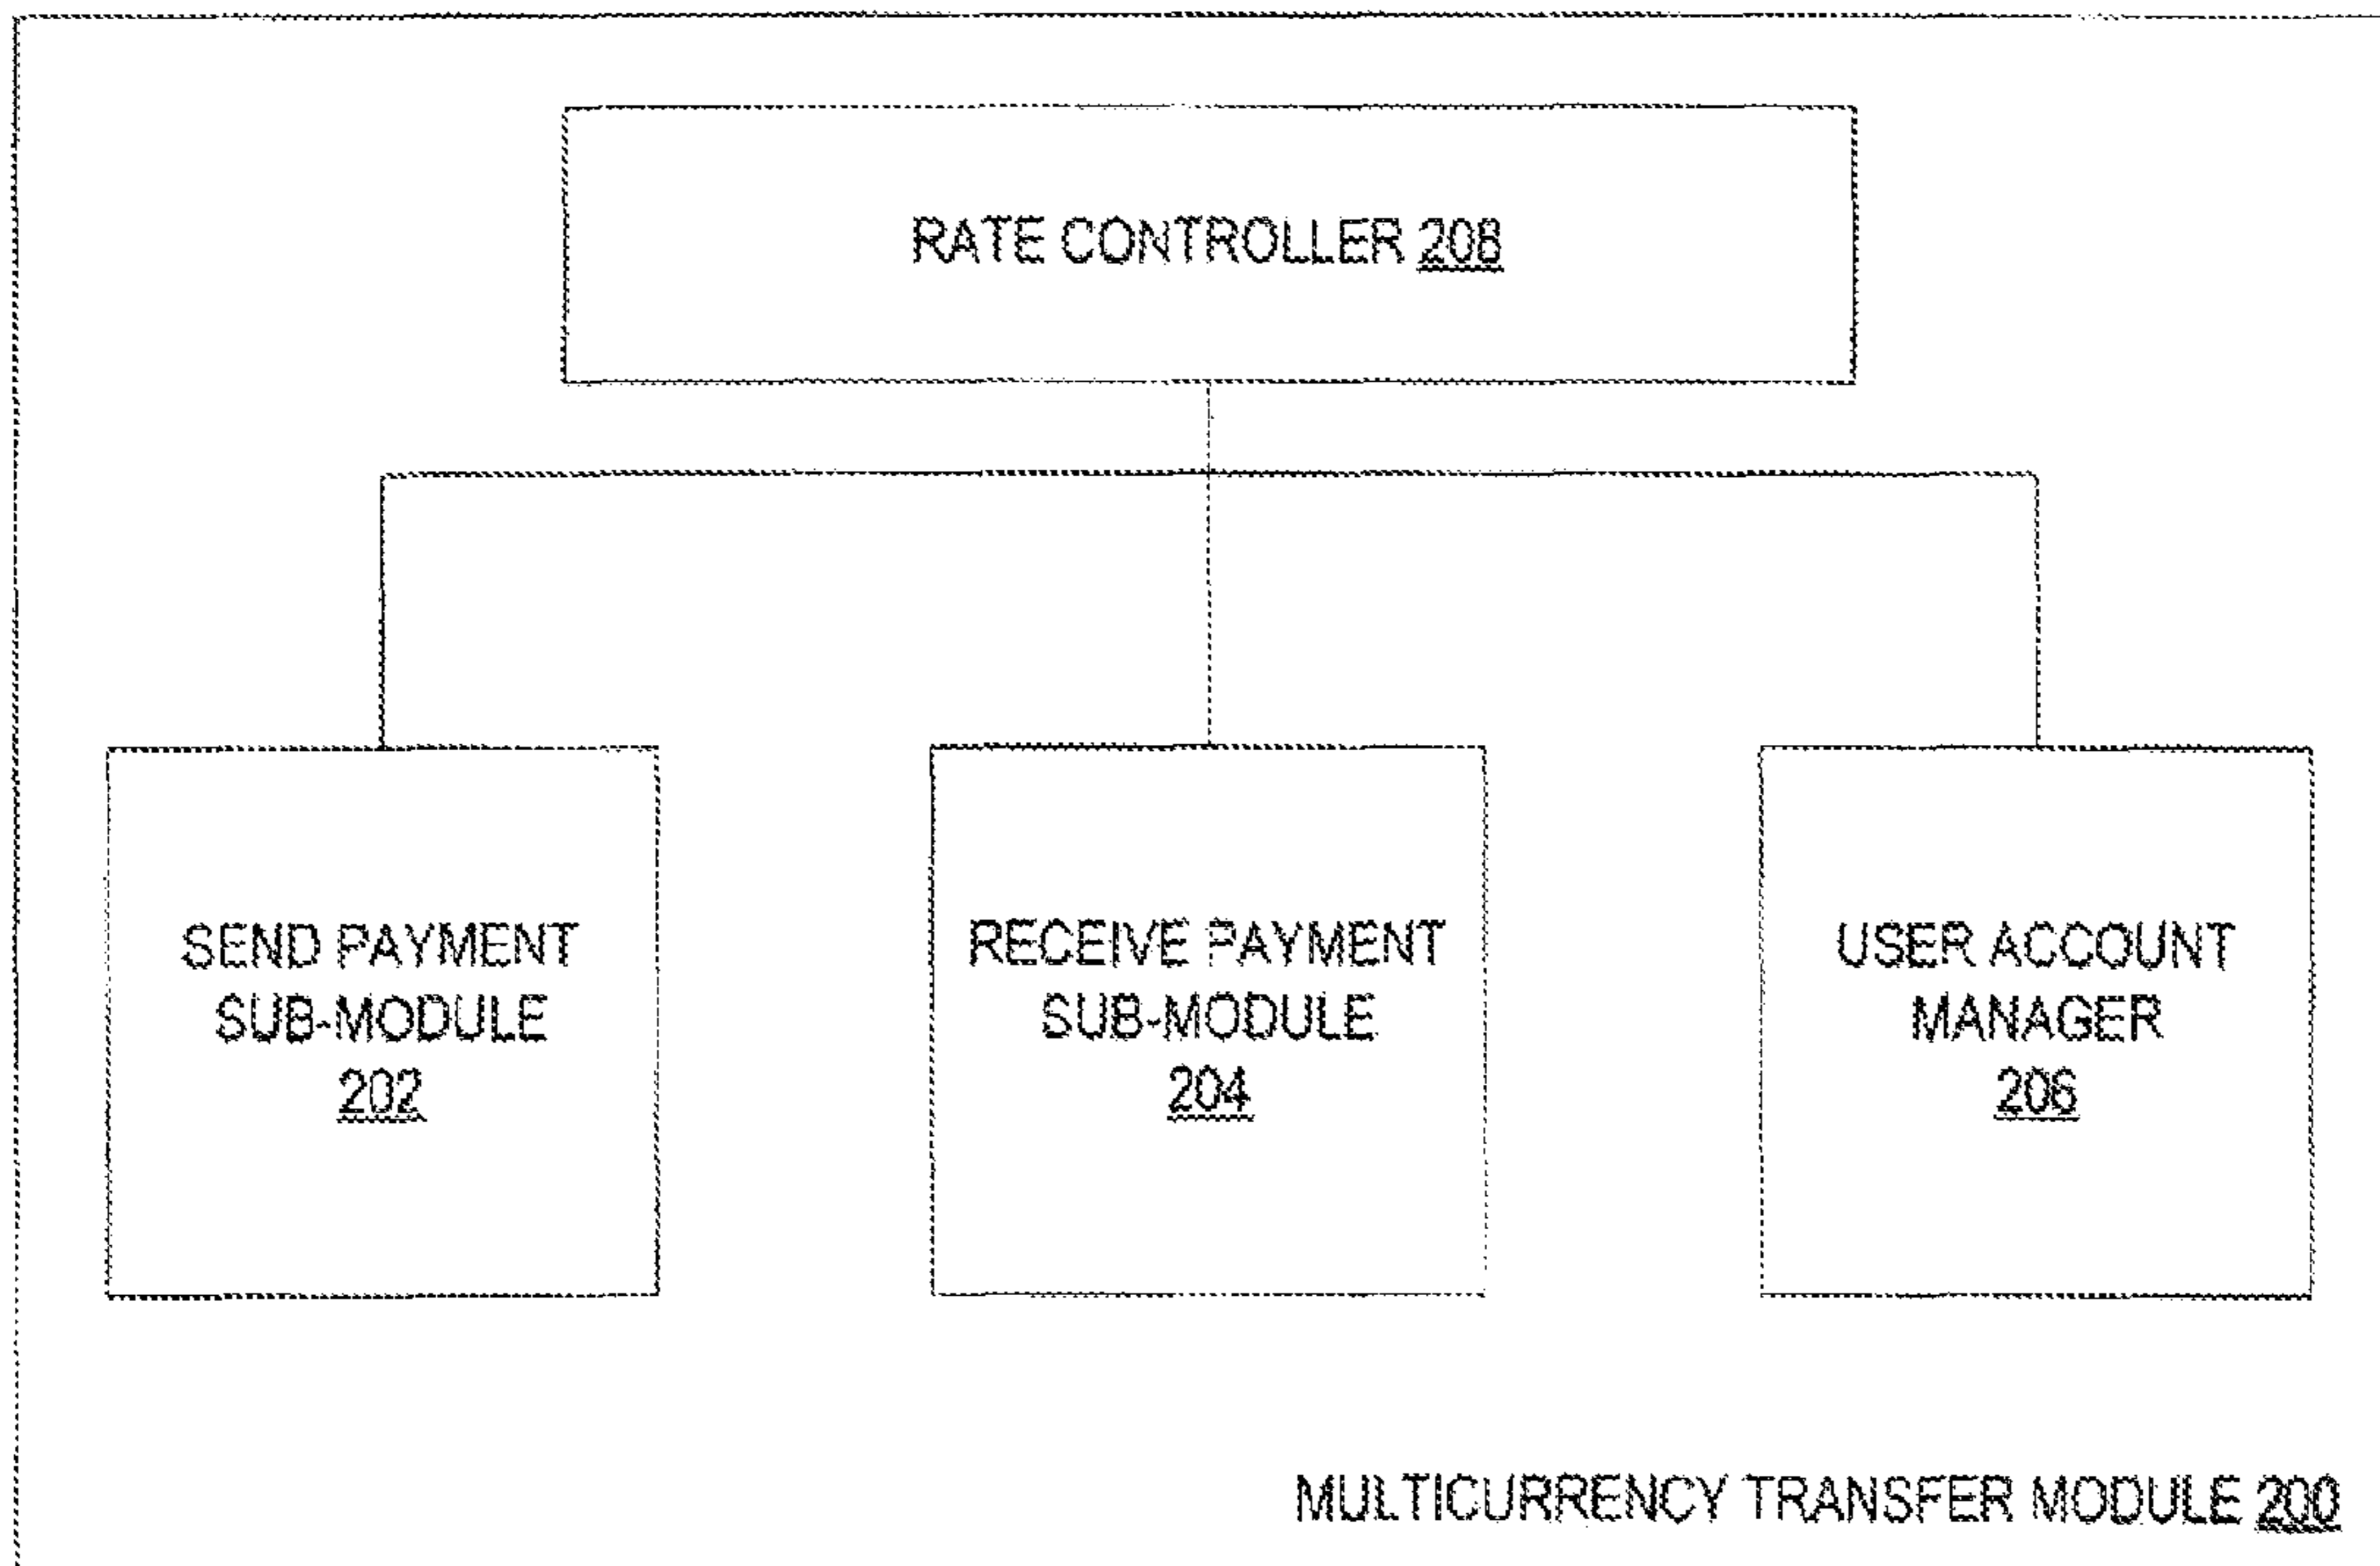 RATE CONTROLLER 208
SEND PAYMENT
SUB-MODULE
202
RECEIVE PAYMENT
SUB-MODULE
204
USER ACCOUNT
MANAGER
206
MULTICURRENCY TRANSFER MODULE 200